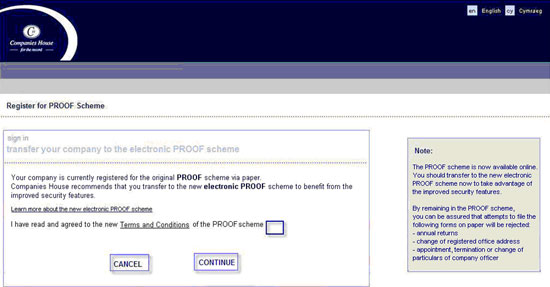 en English cy Cymraeg
Companies House
for the record
Register for PROOF Scheme
sign in
transfer your company to the electronic PROOF scheme
Your company is currently registered for the original PROOF scheme via paper.
Companies House recommends that you transfer to the new electronic PROOF scheme to benefit from the
improved security features.
Learn more about the new electronic PROOF scheme
I have read and agreed to the new Terms and Conditions of the PROOF scheme
CANCEL
CONTINUE
Note:
The PROOF scheme is now available online.
You should transfer to the new electronic
PROOF scheme now to take advantage of
the improved security features.
By remaining in the PROOF scheme,
you can be assured that attempts to file the
following forms on paper will be rejected:
- annual returns
- change of registered office address
- appointment, termination or change of
particulars of company officer